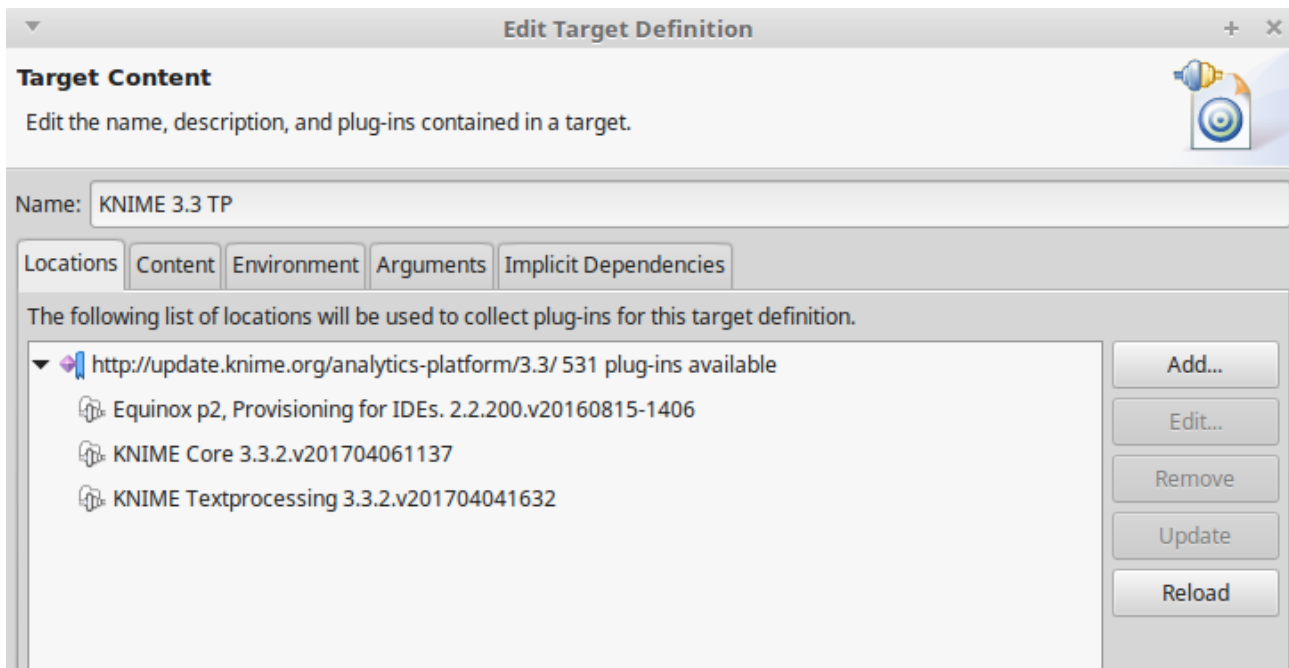 Edit Target Definition
Target Content
Edit the name, description, and plug-ins contained in a target.
Name: KNIME 3.3 TP
Locations Content Environment Arguments Implicit Dependencies
The following list of locations will be used to collect plug-ins for this target definition.
http://update.knime.org/analytics-platform/3.3/ 531 plug-ins available
Add...
Equinox p2, Provisioning for IDEs. 2.2.200.v20160815-1406
Edit...
KNIME Core 3.3.2.v201704061137
Remove
KNIME Textprocessing 3.3.2.v201704041632
Update
Reload